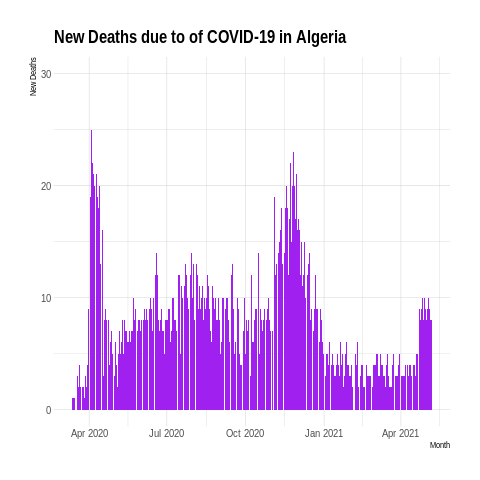 New Deaths due to of COVID-19 in Algeria
New Deaths
30
20
10
0
Apr 2020 Jul 2020 Oct 2020 Jan 2021 Apr 2021
Month